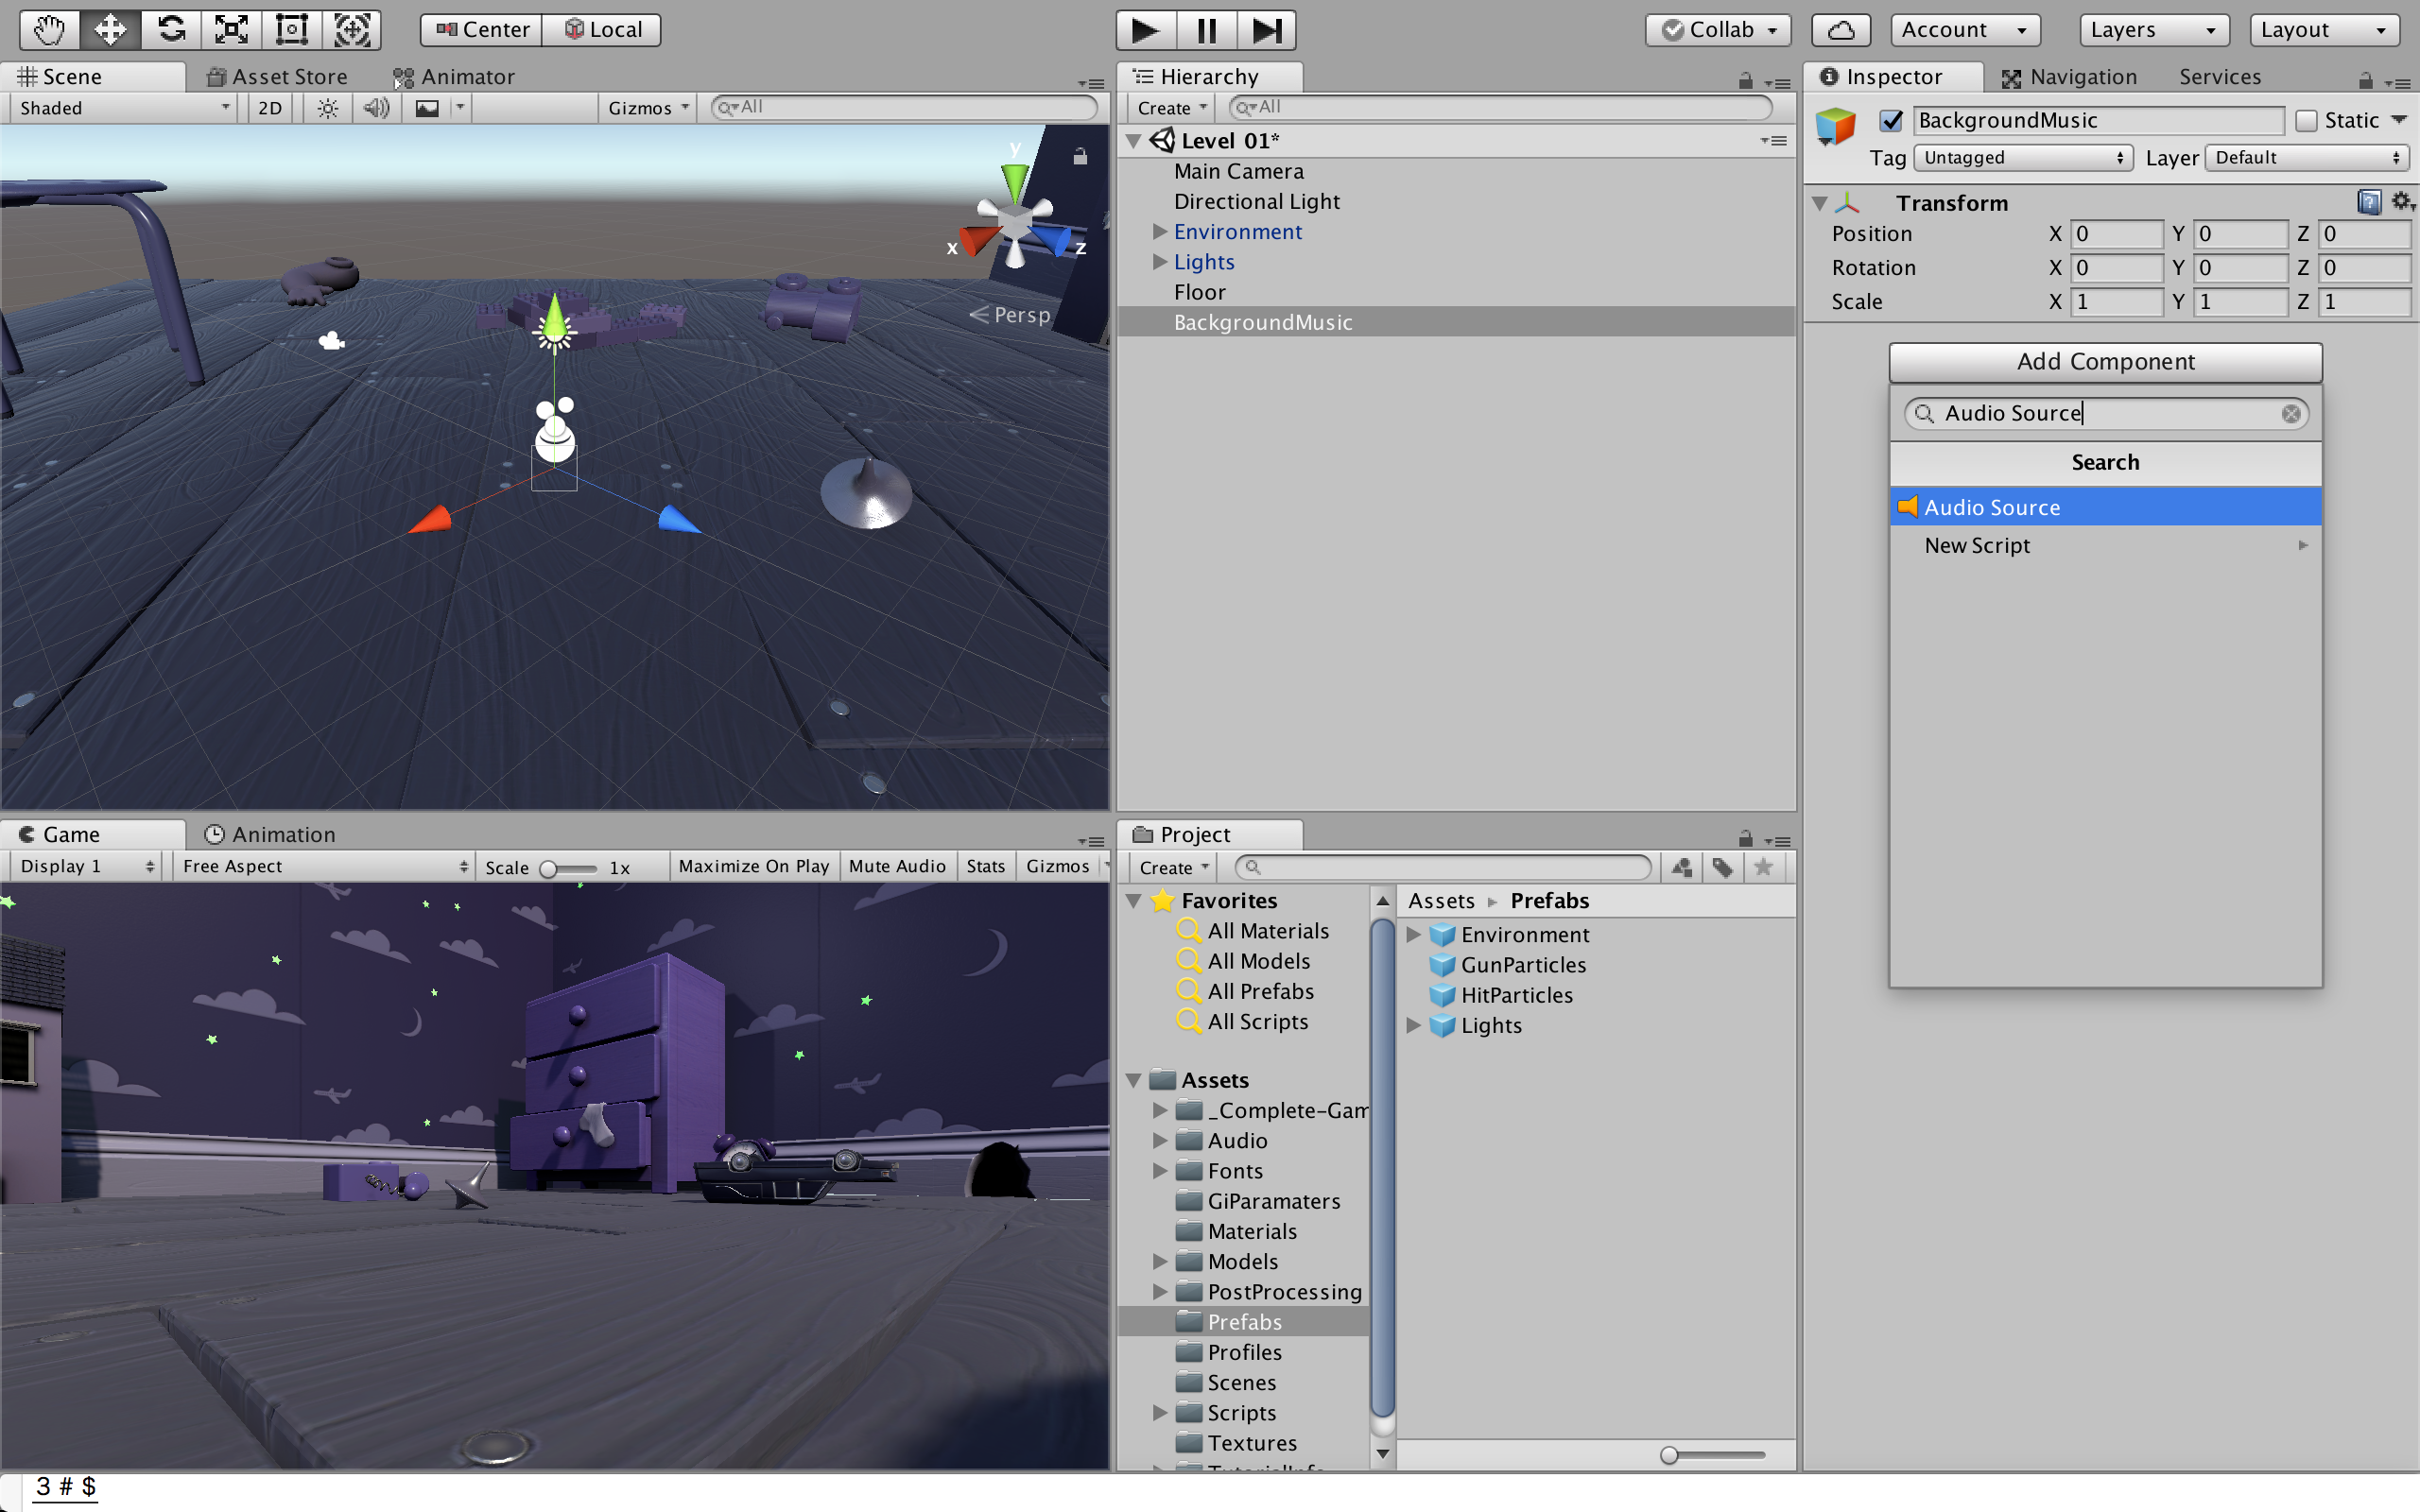 Center Local Collab Account Layers Layout
Scene Asset Store Animator
Shaded 2D Gizmos All
y
x z
Persp
Hierarchy
Create All
Level 01*
Main Camera
Directional Light
Environment
Lights
Floor
BackgroundMusic
Inspector Navigation Services
BackgroundMusic Static
Tag Untagged Layer Default
Transform
Position X 0 Y 0 Z 0
Rotation X 0 Y 0 Z 0
Scale X 1 Y 1 Z 1
Add Component
Audio Source
Search
Audio Source
New Script
Game Animation
Display 1 Free Aspect Scale 1x Maximize On Play Mute Audio Stats Gizmos
Project
Create
Favorites
All Materials
All Models
All Prefabs
All Scripts
Assets
_Complete-Gam
Audio
Fonts
GiParamaters
Materials
Models
PostProcessing
Prefabs
Profiles
Scenes
Scripts
Textures
Assets Prefabs
Environment
GunParticles
HitParticles
Lights
3 # $